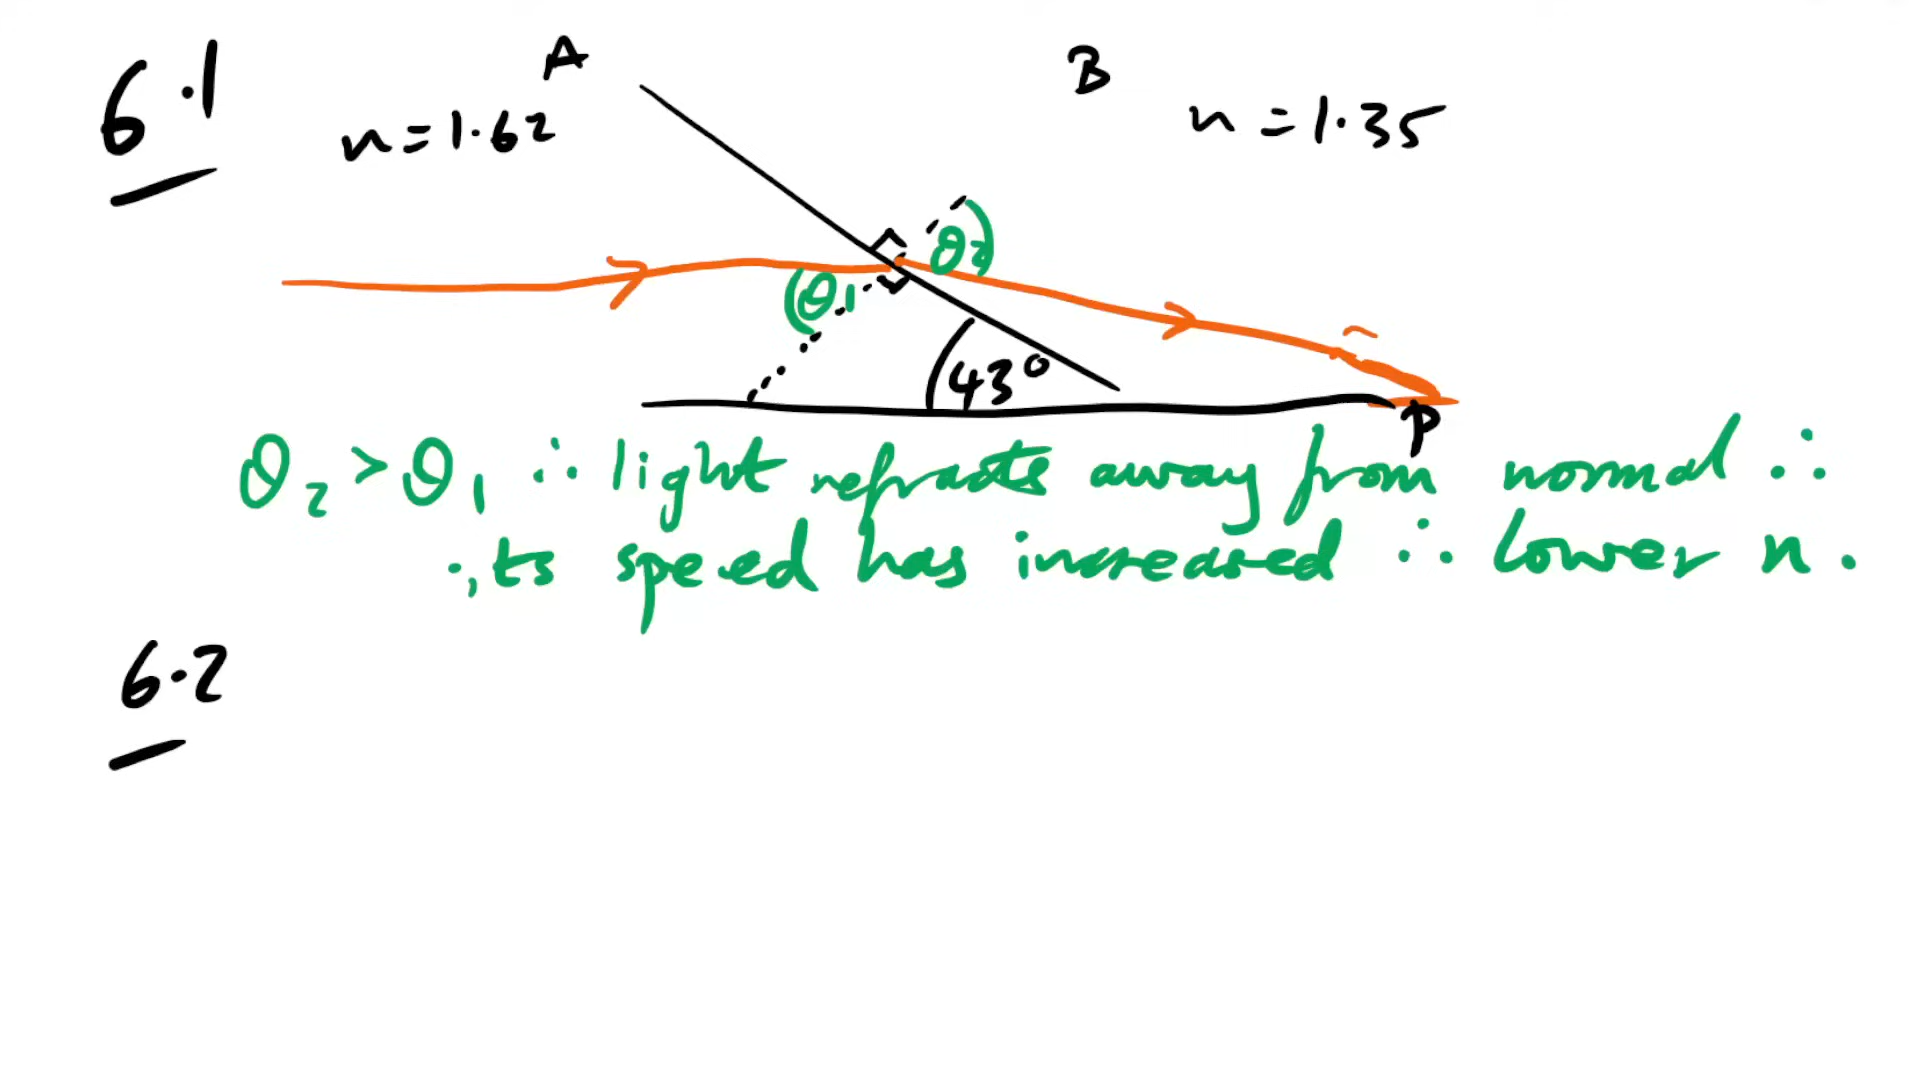 6.1
A
B
n=1.62
n=1.35
θ2
θ1
43°
P
θ2 > θ1 ∴ light refracts away from normal ∴
its speed has increased ∴ lower n.
6.2